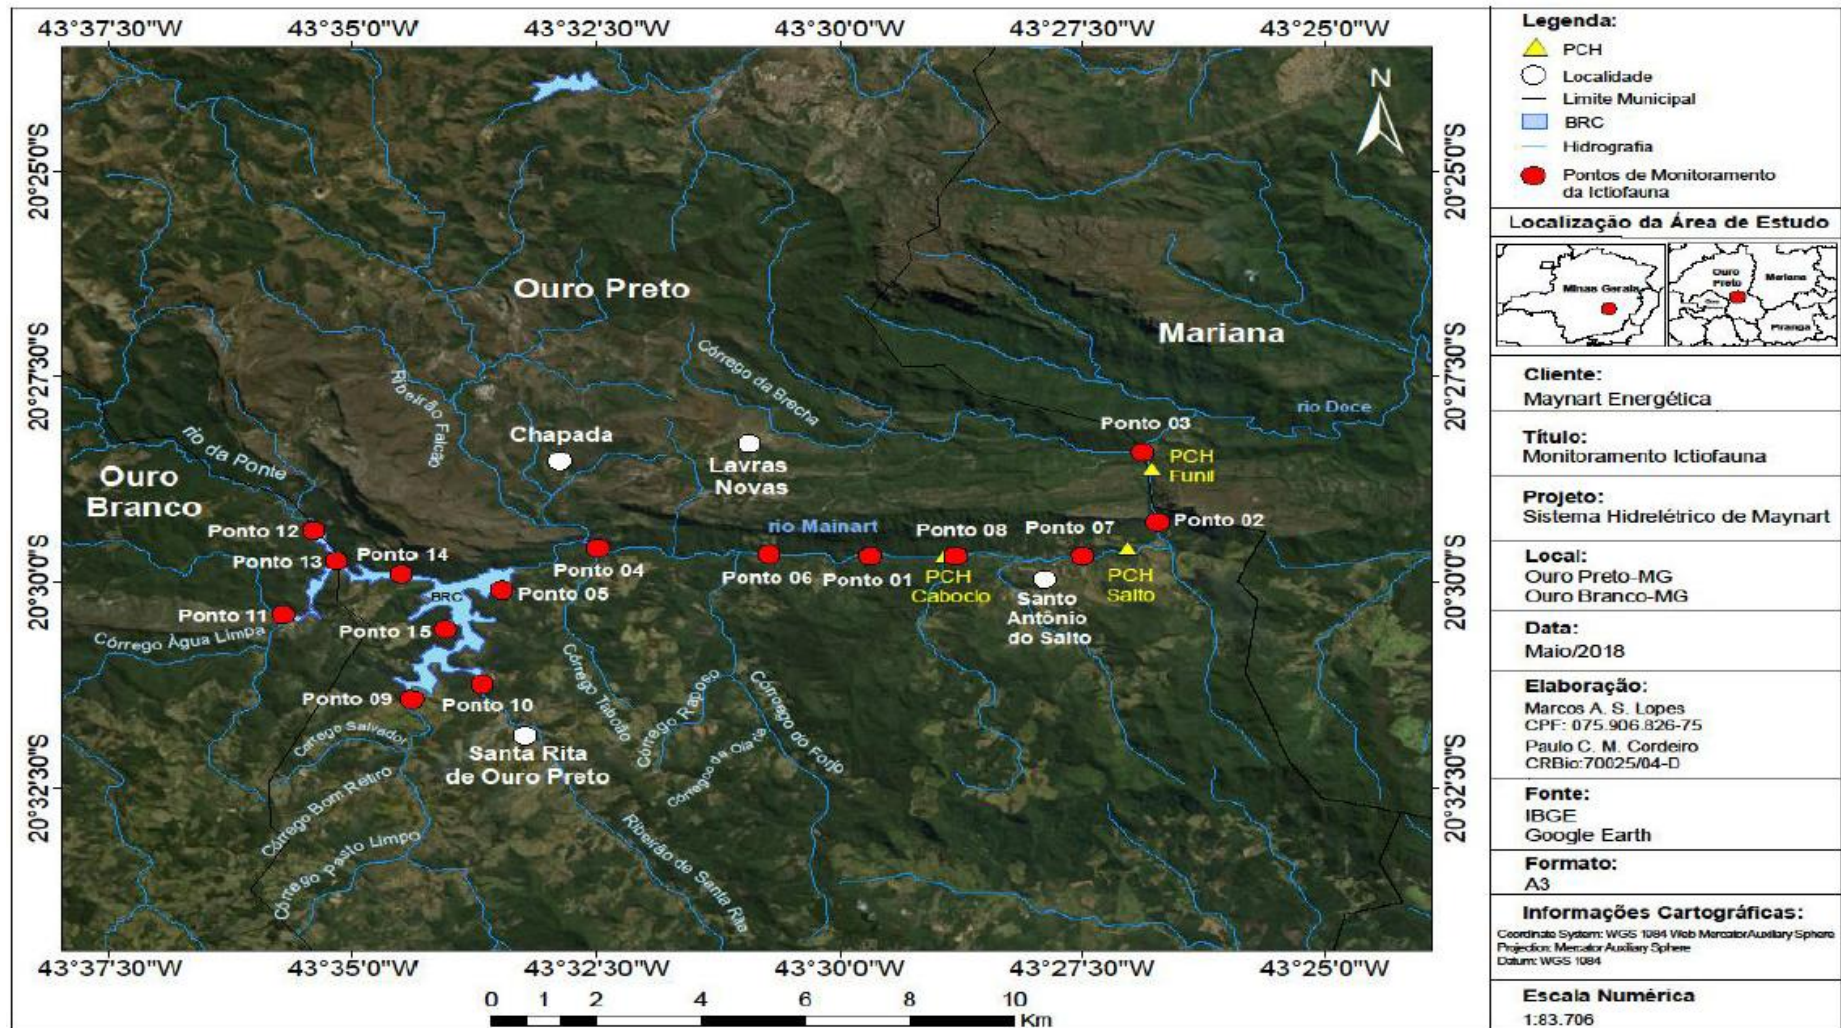 43°37'30"W 43°35'0"W 43°32'30"W 43°30'0"W 43°27'30"W 43°25'0"W
20°25'0"S
20°27'30"S
20°30'0"S
20°32'30"S
N
20°25'0"S
20°27'30"S
20°30'0"S
20°32'30"S
Ouro Preto
Mariana
Córrego da Brecha
Ribeirão Falcão
rio Doce
Ponto 03
PCH
Funil
Chapada
Lavras
Novas
rio da Ponte
Ouro
Branco
Ponto 12
rio Mainart
Ponto 08
Ponto 07
Ponto 02
Ponto 13
Ponto 14
Ponto 04
Ponto 06
Ponto 01
PCH
Caboclo
PCH
Salto
BRC
Ponto 05
Santo
Antônio
do Salto
Ponto 11
Córrego Água Limpa
Ponto 15
Ponto 09
Ponto 10
Córrego Taboão
Córrego Raposo
Córrego do Forjo
Salvador
Santa Rita
de Ouro Preto
Córrego Bom Retiro
Córrego Pasto Limpo
Ribeirão de Santa Rita
43°37'30"W 43°35'0"W 43°32'30"W 43°30'0"W 43°27'30"W 43°25'0"W
0 1 2 4 6 8 10
Km
Legenda:
PCH
Localidade
Limite Municipal
BRC
Hidrografia
Pontos de Monitoramento
da Ictiofauna
Localização da Área de Estudo
Minas Gerais
Ouro
Preto
Mariana
Piranga
Cliente:
Maynart Energética
Título:
Monitoramento Ictiofauna
Projeto:
Sistema Hidrelétrico de Maynart
Local:
Ouro Preto-MG
Ouro Branco-MG
Data:
Maio/2018
Elaboração:
Marcos A. S. Lopes
CPF: 075.906.826-75
Paulo C. M. Cordeiro
CRBio:70025/04-D
Fonte:
IBGE
Google Earth
Formato:
A3
Informações Cartográficas:
Coordinate System: WGS 1984 Web Mercator Auxiliary Sphere
Projection: Mercator Auxiliary Sphere
Datum: WGS 1984
Escala Numérica
1:83.706